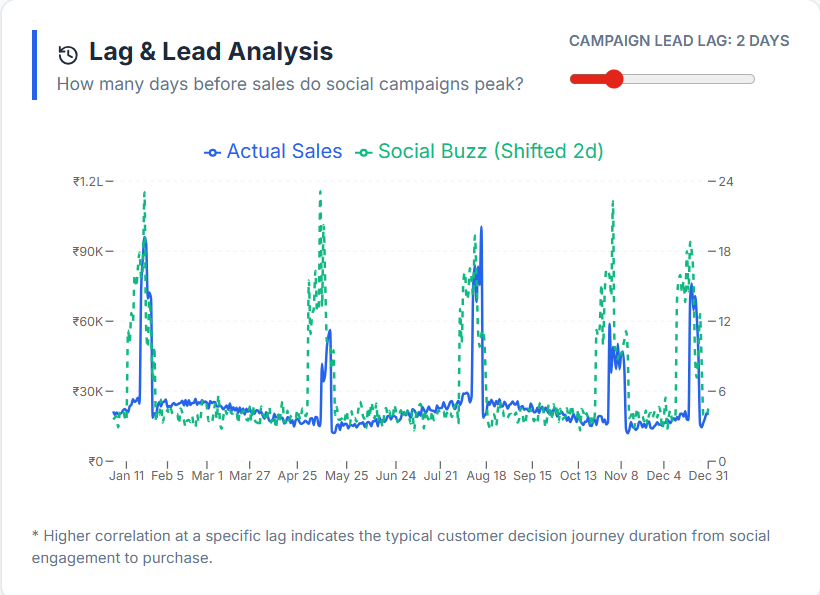 Lag & Lead Analysis
CAMPAIGN LEAD LAG: 2 DAYS
How many days before sales do social campaigns peak?
Actual Sales Social Buzz (Shifted 2d)
₹1.2L 24
₹90K 18
₹60K 12
₹30K 6
₹0 0
Jan 11 Feb 5 Mar 1 Mar 27 Apr 25 May 25 Jun 24 Jul 21 Aug 18 Sep 15 Oct 13 Nov 8 Dec 4 Dec 31
* Higher correlation at a specific lag indicates the typical customer decision journey duration from social
engagement to purchase.